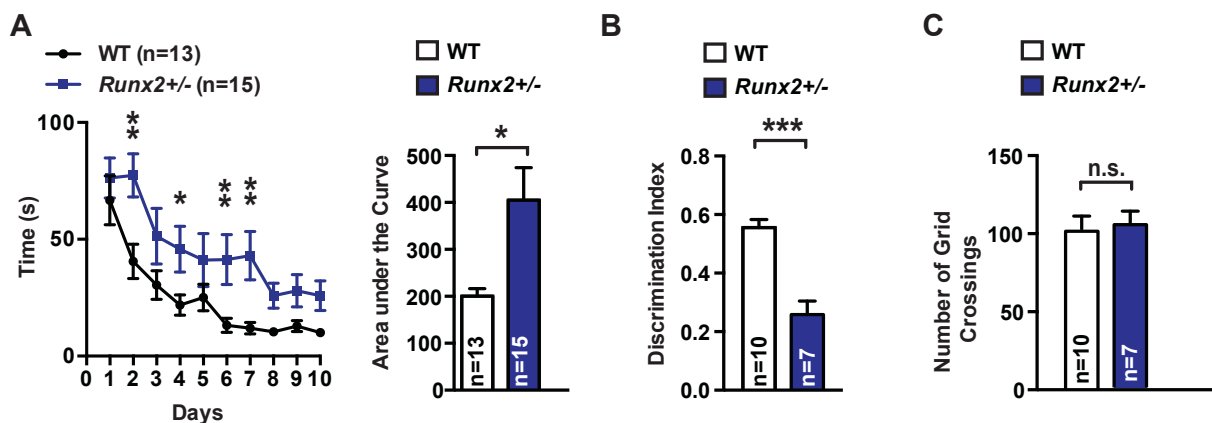 A
WT (n=13)
Runx2+/- (n=15)
100
50
0
Time (s)
**
*
**
**
0 1 2 3 4 5 6 7 8 9 10
Days
WT
Runx2+/-
*
500
400
300
200
100
0
Area under the Curve
n=13
n=15
B
WT
Runx2+/-
***
0.8
0.6
0.4
0.2
0.0
Discrimination Index
n=10
n=7
C
WT
Runx2+/-
n.s.
150
100
50
0
Number of Grid
Crossings
n=10
n=7